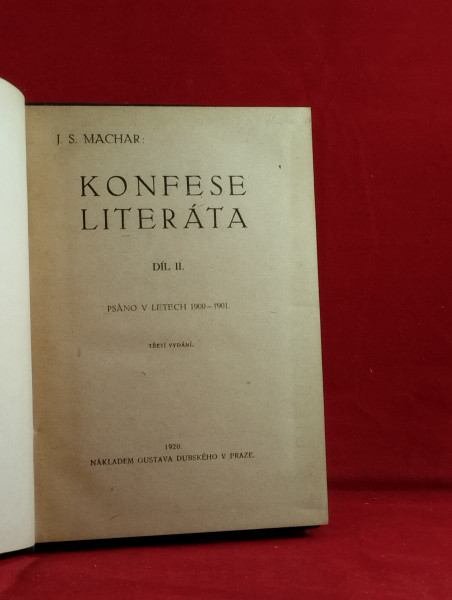 J. S. MACHAR:
KONFESE
LITERÁTA
DÍL II.
PSÁNO V LETECH 1900–1901.
TŘETÍ VYDÁNÍ.
1920.
NÁKLADEM GUSTAVA DUBSKÉHO V PRAZE.